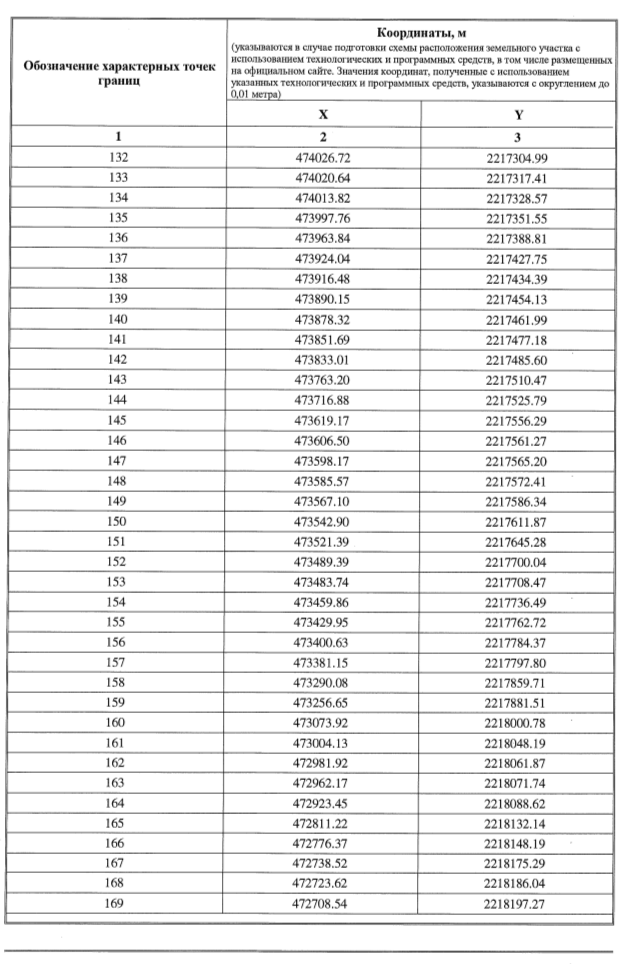 Обозначение характерных точек
границ
Координаты, м
(указываются в случае подготовки схемы расположения земельного участка с
использованием технологических и программных средств, в том числе размещенных
на официальном сайте. Значения координат, полученные с использованием
указанных технологических и программных средств, указываются с округлением до
0,01 метра)
X Y
1 2 3
132 474026.72 2217304.99
133 474020.64 2217317.41
134 474013.82 2217328.57
135 473997.76 2217351.55
136 473963.84 2217388.81
137 473924.04 2217427.75
138 473916.48 2217434.39
139 473890.15 2217454.13
140 473878.32 2217461.99
141 473851.69 2217477.18
142 473833.01 2217485.60
143 473763.20 2217510.47
144 473716.88 2217525.79
145 473619.17 2217556.29
146 473606.50 2217561.27
147 473598.17 2217565.20
148 473585.57 2217572.41
149 473567.10 2217586.34
150 473542.90 2217611.87
151 473521.39 2217645.28
152 473489.39 2217700.04
153 473483.74 2217708.47
154 473459.86 2217736.49
155 473429.95 2217762.72
156 473400.63 2217784.37
157 473381.15 2217797.80
158 473290.08 2217859.71
159 473256.65 2217881.51
160 473073.92 2218000.78
161 473004.13 2218048.19
162 472981.92 2218061.87
163 472962.17 2218071.74
164 472923.45 2218088.62
165 472811.22 2218132.14
166 472776.37 2218148.19
167 472738.52 2218175.29
168 472723.62 2218186.04
169 472708.54 2218197.27